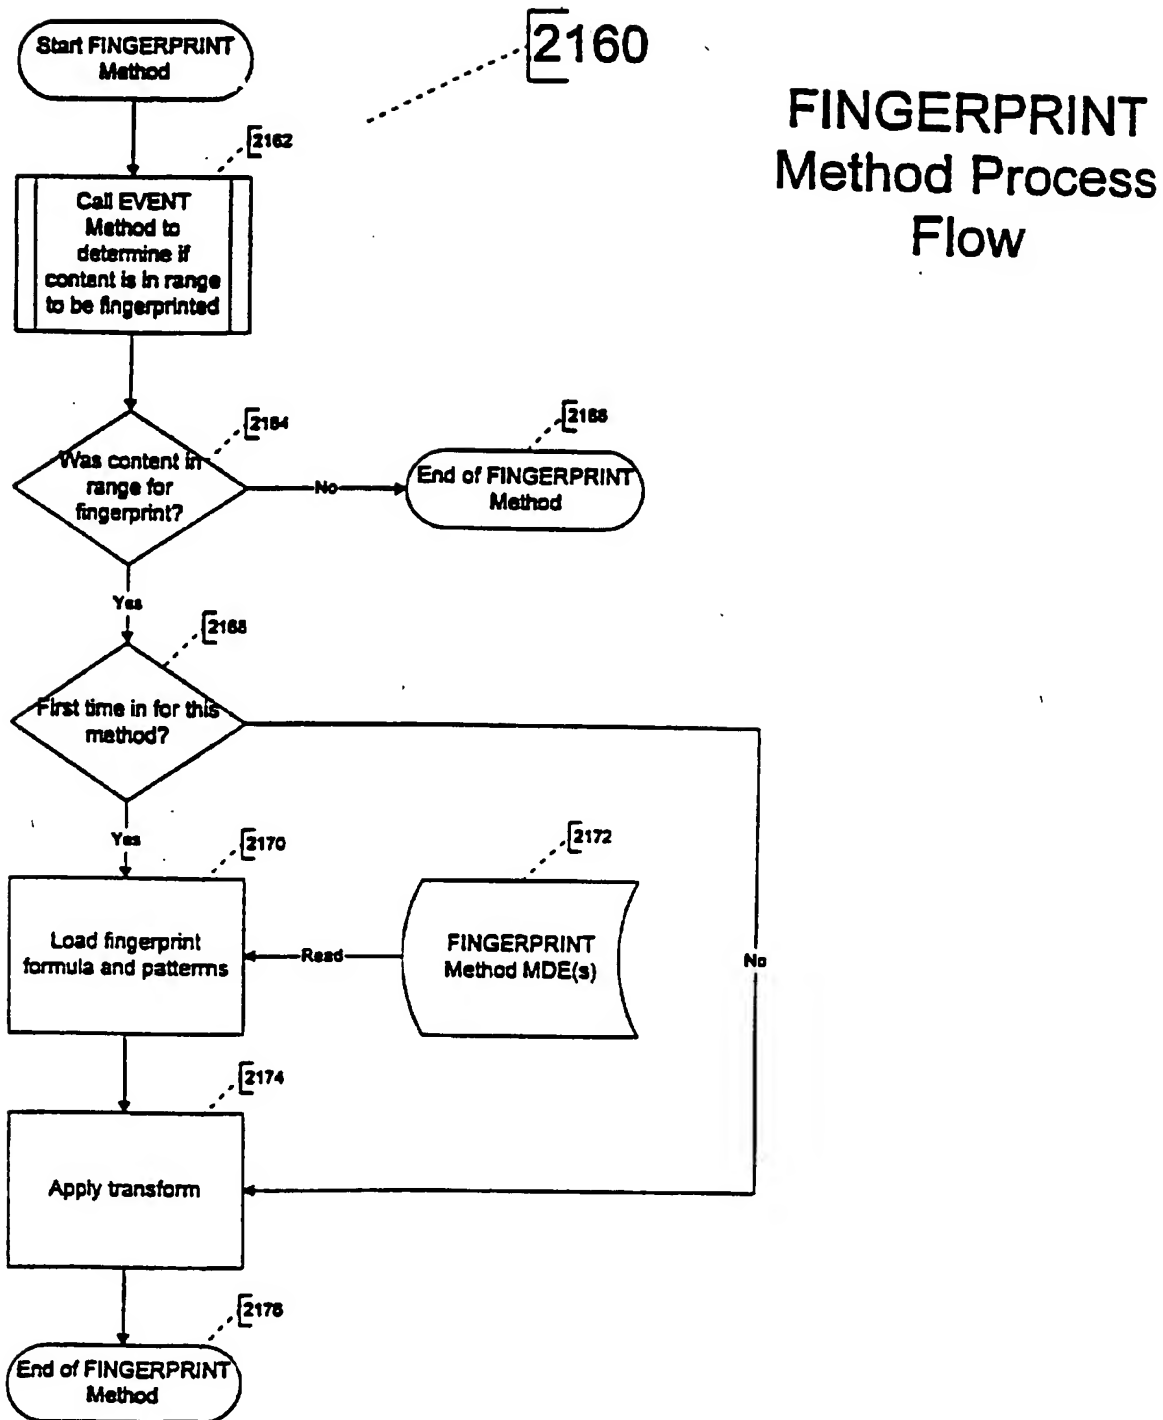 Start FINGERPRINT
Method
2160
FINGERPRINT
Method Process
Flow
2162
Call EVENT
Method to
determine if
content is in range
to be fingerprinted
2164
Was content in
range for
fingerprint?
No
2166
End of FINGERPRINT
Method
Yes
2168
First time in for this
method?
Yes
2170
Load fingerprint
formula and patterns
Read
2172
FINGERPRINT
Method MDE(s)
No
2174
Apply transform
2176
End of FINGERPRINT
Method